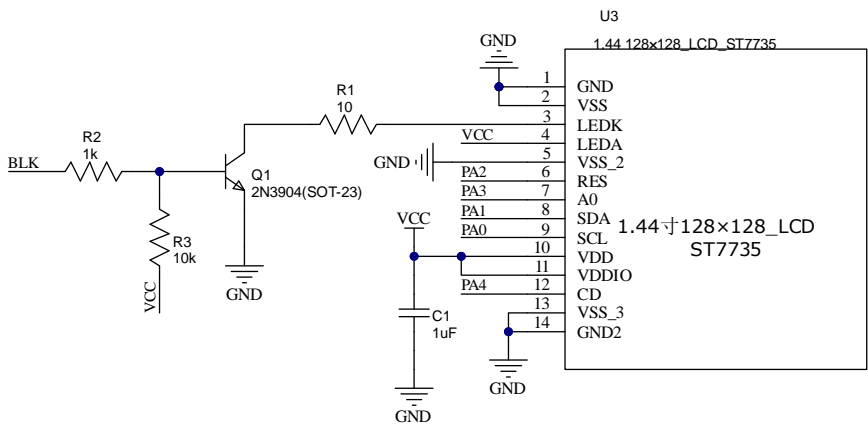 U3
1.44 128×128_LCD_ST7735
GND
1 GND
2 VSS
3 LEDK
VCC 4 LEDA
GND 5 VSS_2
PA2 6 RES
PA3 7 A0
PA1 8 SDA
PA0 9 SCL
10 VDD
11 VDDIO
PA4 12 CD
13 VSS_3
14 GND2
1.44寸128×128_LCD
ST7735
R1
10
R2
1k
BLK
Q1
2N3904(SOT-23)
R3
10k
VCC
GND
VCC
C1
1uF
GND
GND